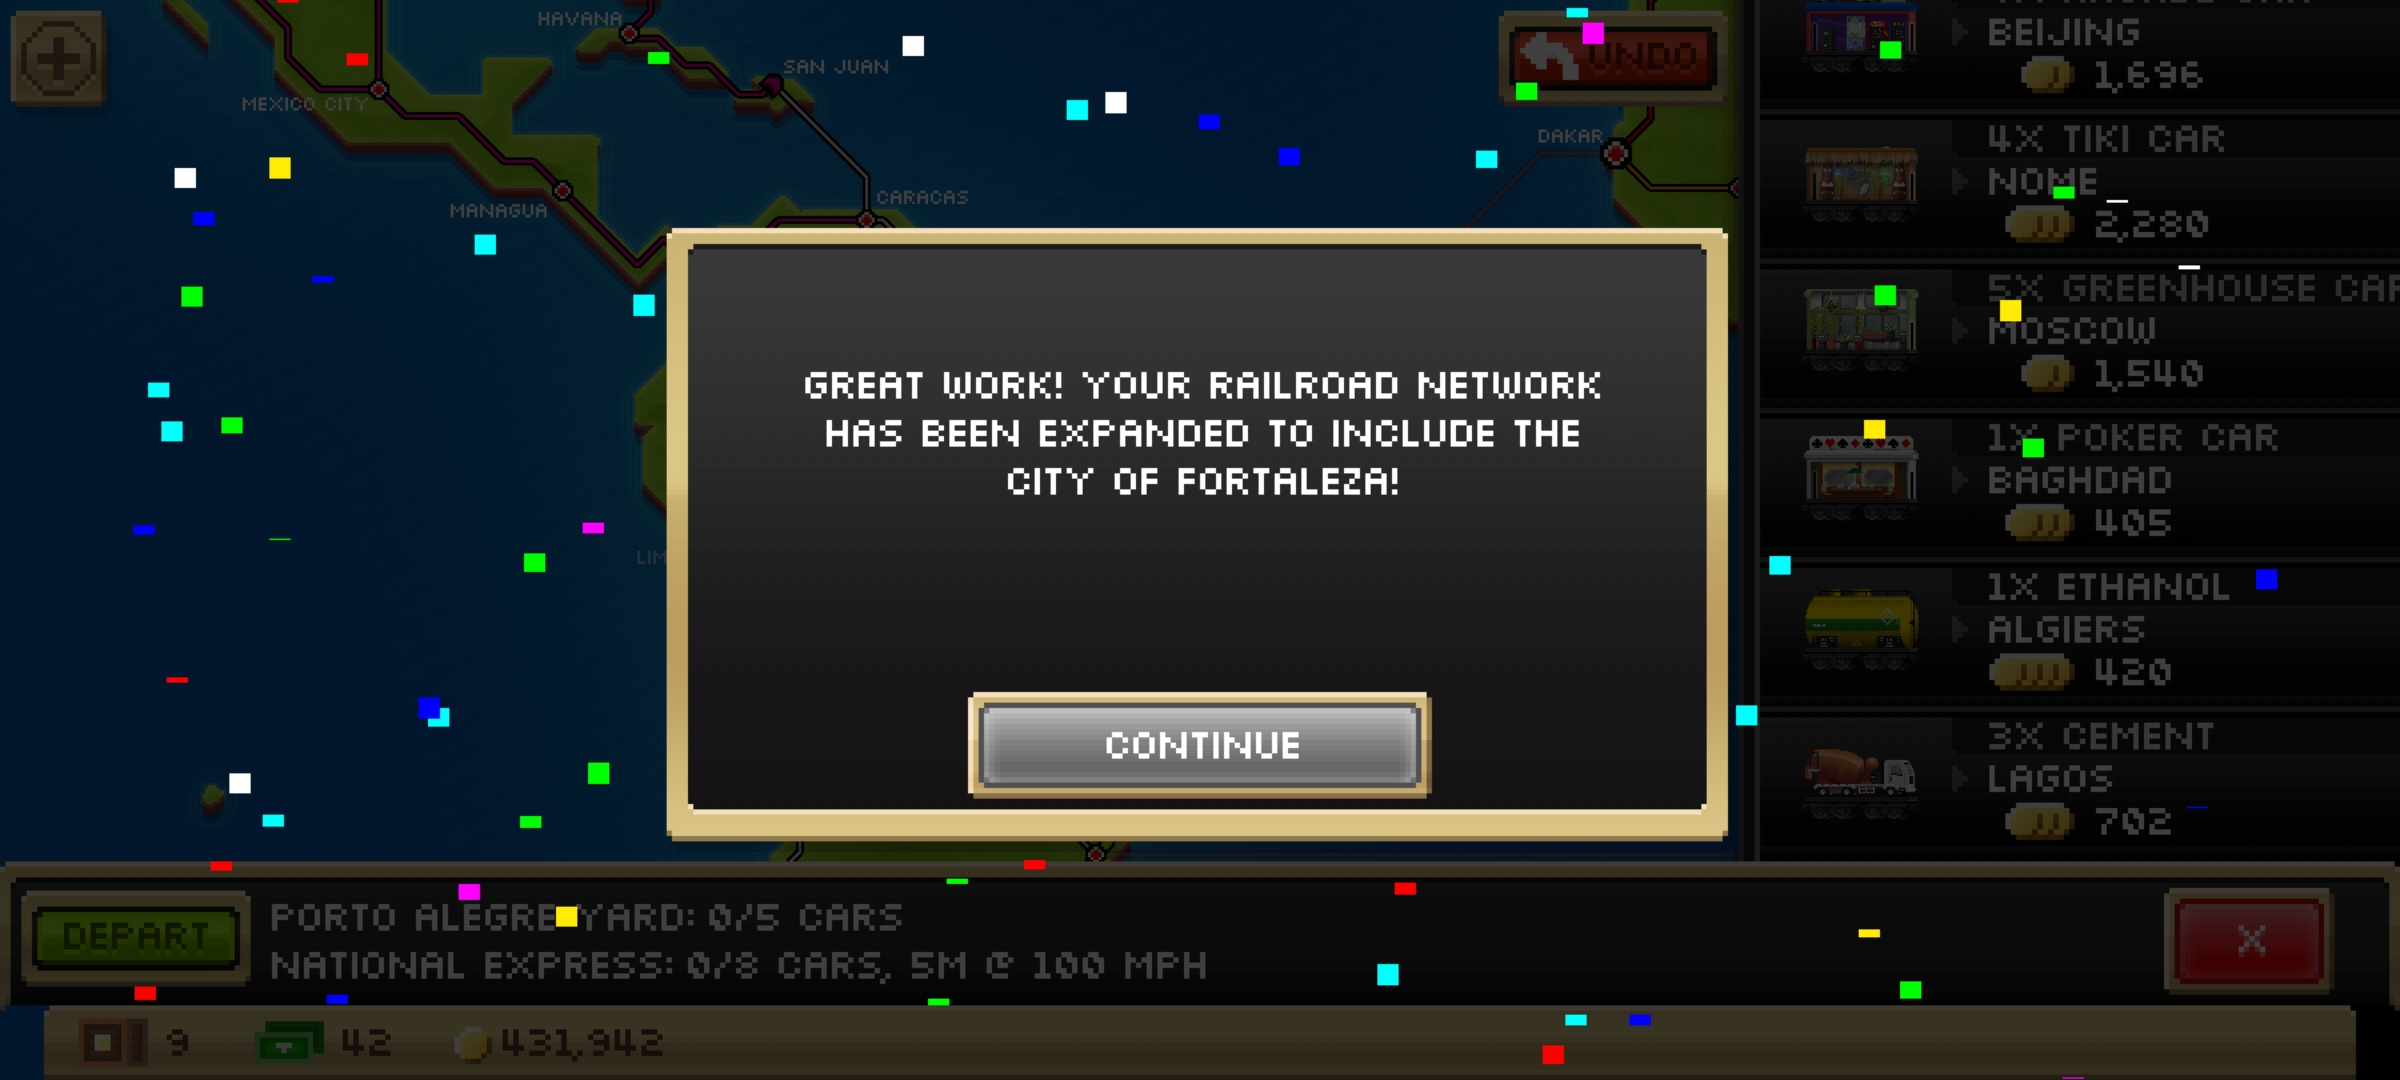 HAVANA
SAN JUAN
MEXICO CITY
MANAGUA
CARACAS
DAKAR
UNDO
BEIJING
1,696
4X TIKI CAR
NOME
2,280
5X GREENHOUSE CAR
MOSCOW
1,540
1X POKER CAR
BAGHDAD
405
1X ETHANOL
ALGIERS
420
3X CEMENT
LAGOS
702
GREAT WORK! YOUR RAILROAD NETWORK
HAS BEEN EXPANDED TO INCLUDE THE
CITY OF FORTALEZA!
CONTINUE
LIM
DEPART
PORTO ALEGRE YARD: 0/5 CARS
NATIONAL EXPRESS: 0/8 CARS, 5M @ 100 MPH
X
9
42
431,942